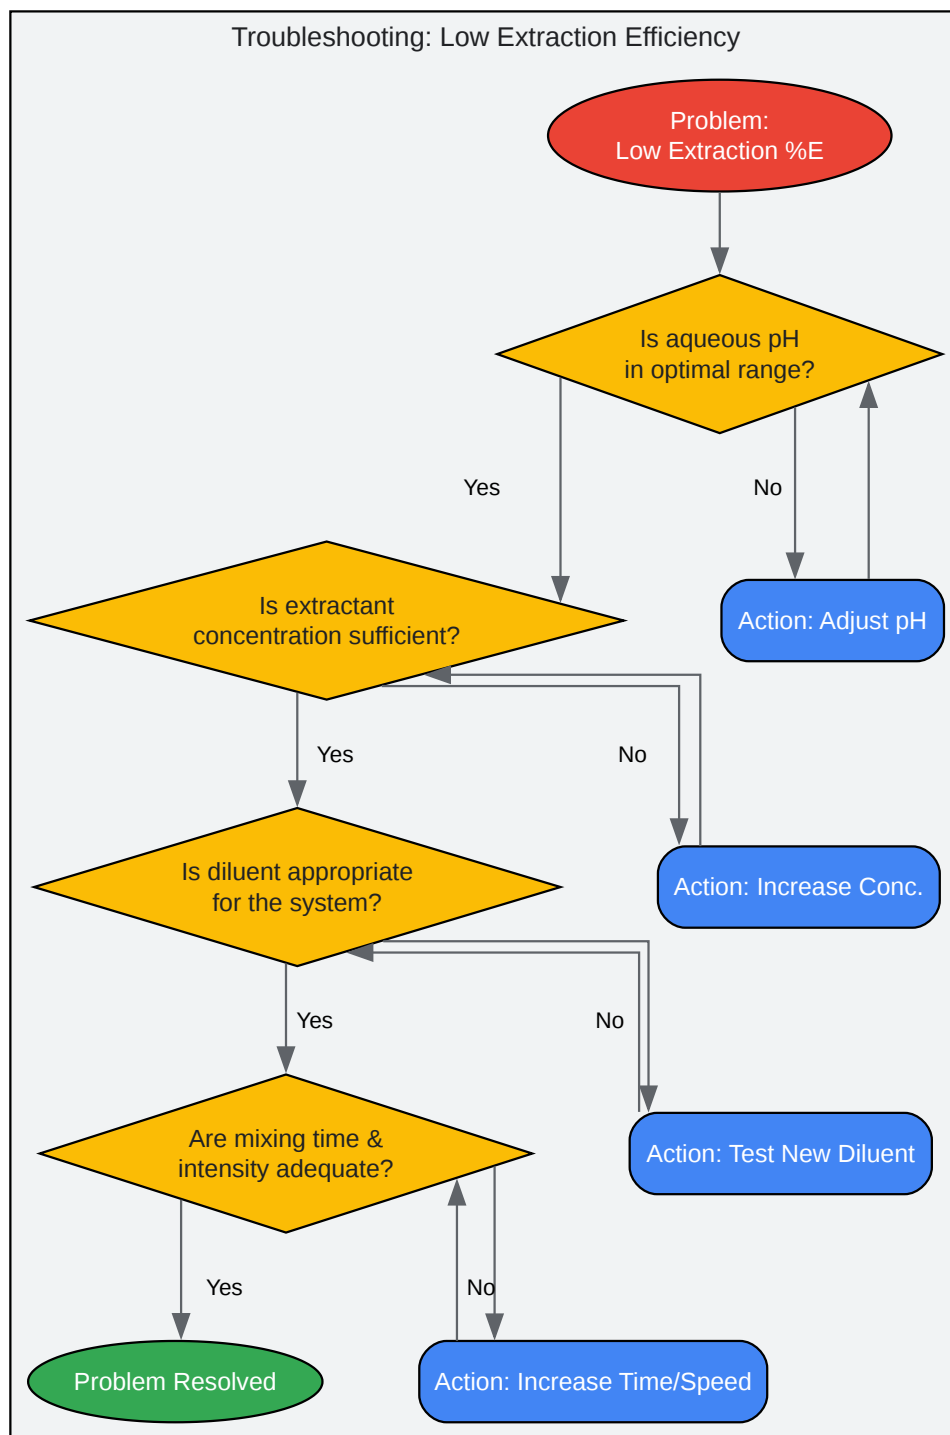 Troubleshooting: Low Extraction Efficiency
Problem:
Low Extraction %E
Is aqueous pH
in optimal range?
Yes
No
Is extractant
concentration sufficient?
Action: Adjust pH
Yes
No
Is diluent appropriate
for the system?
Action: Increase Conc.
Yes
No
Are mixing time &
intensity adequate?
Action: Test New Diluent
Yes
No
Problem Resolved
Action: Increase Time/Speed